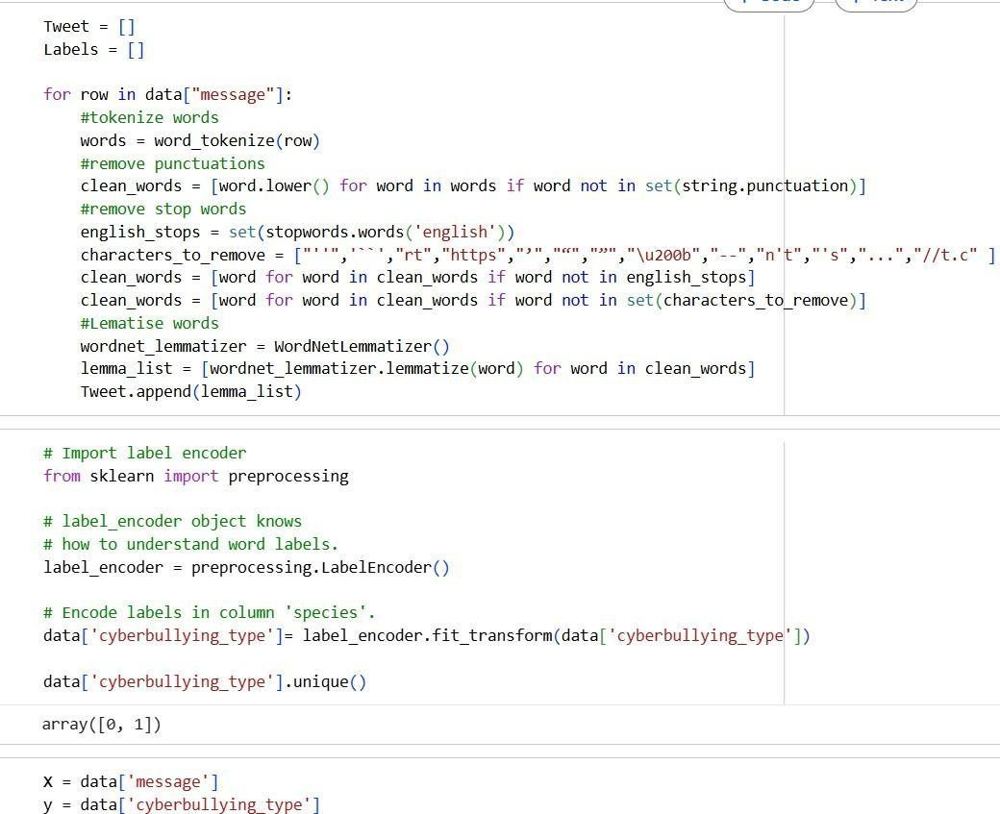 Tweet = []
Labels = []
for row in data["message"]:
#tokenize words
words = word_tokenize(row)
#remove punctuations
clean_words = [word.lower() for word in words if word not in set(string.punctuation)]
#remove stop words
english_stops = set(stopwords.words('english'))
characters_to_remove = ["''",'``',"rt","https","’","“","”","\u200b","--","n't","'s","...","//t.c" ]
clean_words = [word for word in clean_words if word not in english_stops]
clean_words = [word for word in clean_words if word not in set(characters_to_remove)]
#Lematise words
wordnet_lemmatizer = WordNetLemmatizer()
lemma_list = [wordnet_lemmatizer.lemmatize(word) for word in clean_words]
Tweet.append(lemma_list)
# Import label encoder
from sklearn import preprocessing
# label_encoder object knows
# how to understand word labels.
label_encoder = preprocessing.LabelEncoder()
# Encode labels in column 'species'.
data['cyberbullying_type']= label_encoder.fit_transform(data['cyberbullying_type'])
data['cyberbullying_type'].unique()
array([0, 1])
X = data['message']
y = data['cyberbullying_type']